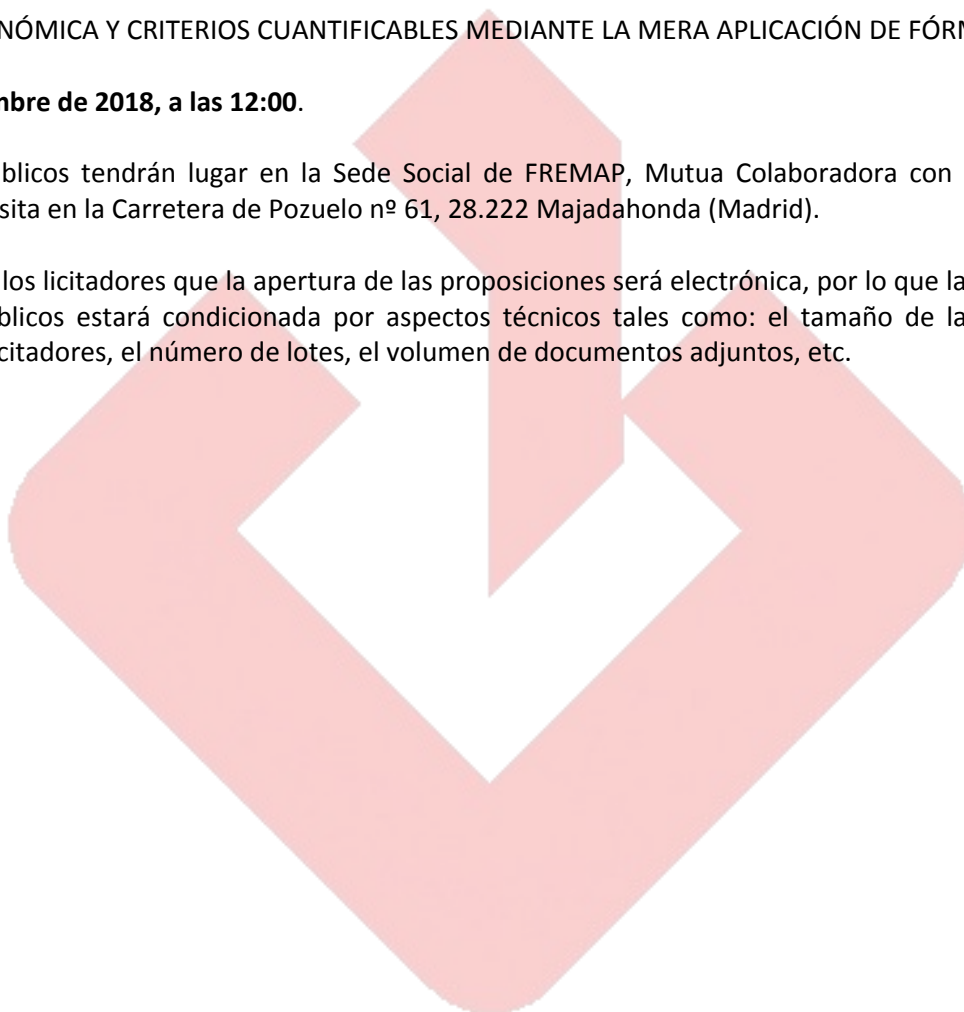 NÓMICA Y CRITERIOS CUANTIFICABLES MEDIANTE LA MERA APLICACIÓN DE FÓR
mbre de 2018, a las 12:00.
blicos tendrán lugar en la Sede Social de FREMAP, Mutua Colaboradora con
sita en la Carretera de Pozuelo nº 61, 28.222 Majadahonda (Madrid).
los licitadores que la apertura de las proposiciones será electrónica, por lo que la
blicos estará condicionada por aspectos técnicos tales como: el tamaño de la
citadores, el número de lotes, el volumen de documentos adjuntos, etc.